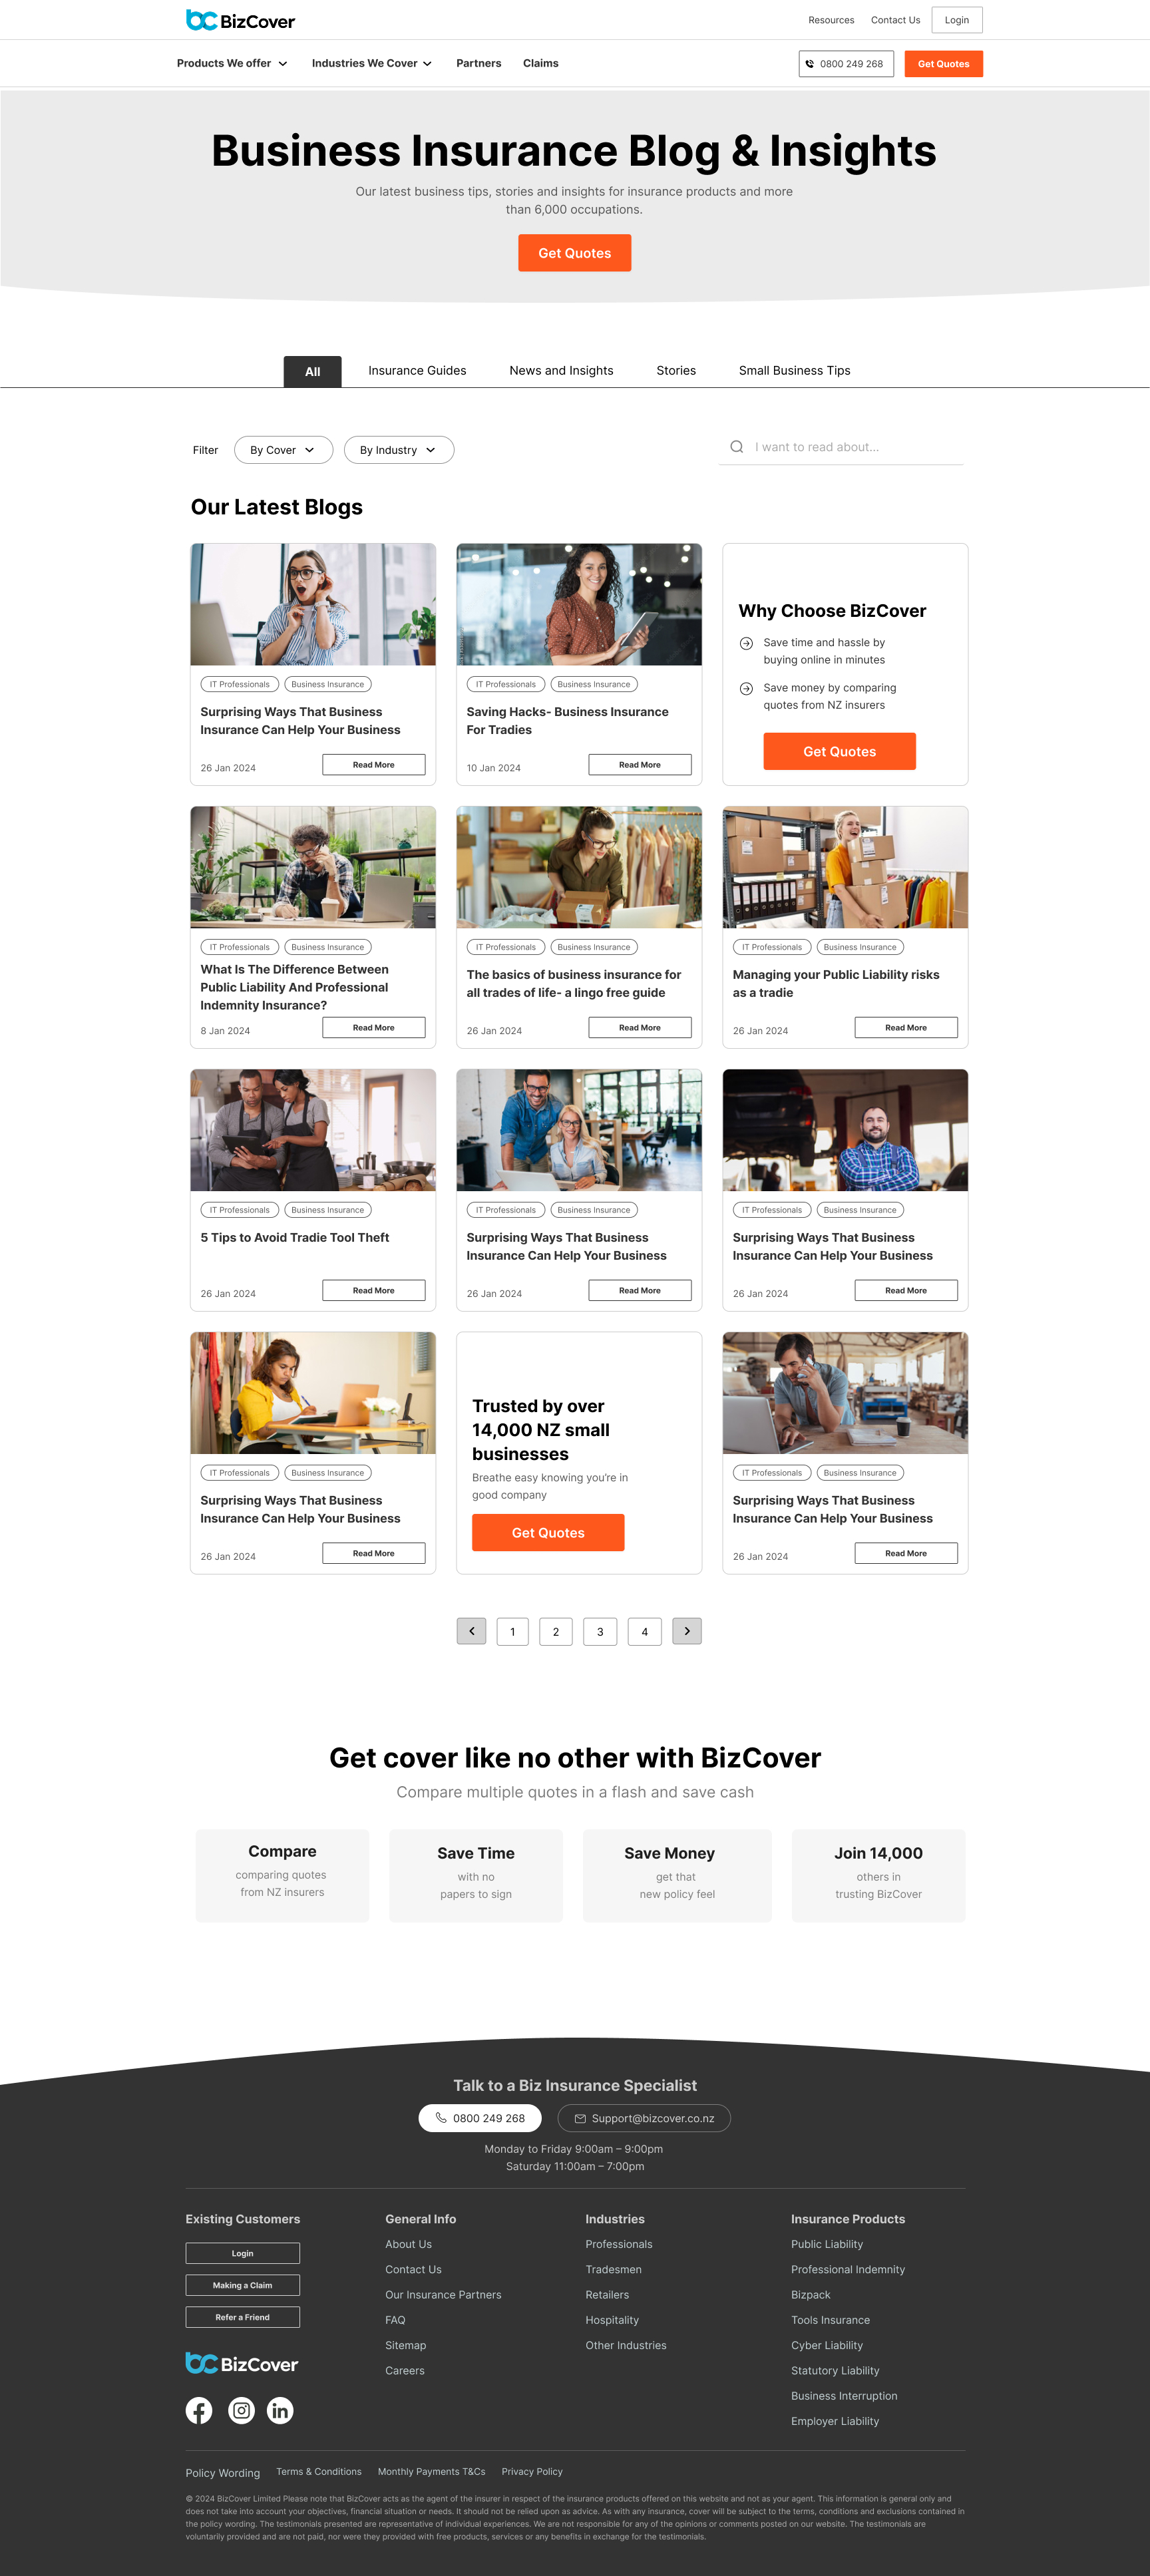 BizCover
Resources Contact Us Login
Products We offer Industries We Cover Partners Claims 0800 249 268 Get Quotes
Business Insurance Blog & Insights
Our latest business tips, stories and insights for insurance products and more
than 6,000 occupations.
Get Quotes
All Insurance Guides News and Insights Stories Small Business Tips
Filter By Cover By Industry I want to read about...
Our Latest Blogs
IT Professionals Business Insurance
Surprising Ways That Business
Insurance Can Help Your Business
26 Jan 2024 Read More
IT Professionals Business Insurance
Saving Hacks- Business Insurance
For Tradies
10 Jan 2024 Read More
Why Choose BizCover
Save time and hassle by
buying online in minutes
Save money by comparing
quotes from NZ insurers
Get Quotes
IT Professionals Business Insurance
What Is The Difference Between
Public Liability And Professional
Indemnity Insurance?
8 Jan 2024 Read More
IT Professionals Business Insurance
The basics of business insurance for
all trades of life- a lingo free guide
26 Jan 2024 Read More
IT Professionals Business Insurance
Managing your Public Liability risks
as a tradie
26 Jan 2024 Read More
IT Professionals Business Insurance
5 Tips to Avoid Tradie Tool Theft
26 Jan 2024 Read More
IT Professionals Business Insurance
Surprising Ways That Business
Insurance Can Help Your Business
26 Jan 2024 Read More
IT Professionals Business Insurance
Surprising Ways That Business
Insurance Can Help Your Business
26 Jan 2024 Read More
IT Professionals Business Insurance
Surprising Ways That Business
Insurance Can Help Your Business
26 Jan 2024 Read More
Trusted by over
14,000 NZ small
businesses
Breathe easy knowing you're in
good company
Get Quotes
IT Professionals Business Insurance
Surprising Ways That Business
Insurance Can Help Your Business
26 Jan 2024 Read More
1 2 3 4
Get cover like no other with BizCover
Compare multiple quotes in a flash and save cash
Compare
comparing quotes
from NZ insurers
Save Time
with no
papers to sign
Save Money
get that
new policy feel
Join 14,000
others in
trusting BizCover
Talk to a Biz Insurance Specialist
0800 249 268 Support@bizcover.co.nz
Monday to Friday 9:00am – 9:00pm
Saturday 11:00am – 7:00pm
Existing Customers
Login
Making a Claim
Refer a Friend
BizCover
General Info
About Us
Contact Us
Our Insurance Partners
FAQ
Sitemap
Careers
Industries
Professionals
Tradesmen
Retailers
Hospitality
Other Industries
Insurance Products
Public Liability
Professional Indemnity
Bizpack
Tools Insurance
Cyber Liability
Statutory Liability
Business Interruption
Employer Liability
Policy Wording Terms & Conditions Monthly Payments T&Cs Privacy Policy
© 2024 BizCover Limited Please note that BizCover acts as the agent of the insurer in respect of the insurance products offered on this website and not as your agent. This information is general only and
does not take into account your objectives, financial situation or needs. It should not be relied upon as advice. As with any insurance, cover will be subject to the terms, conditions and exclusions contained in
the policy wording. The testimonials presented are representative of individual experiences. We are not responsible for any of the opinions or comments posted on our website. The testimonials are
voluntarily provided and are not paid, nor were they provided with free products, services or any benefits in exchange for the testimonials.